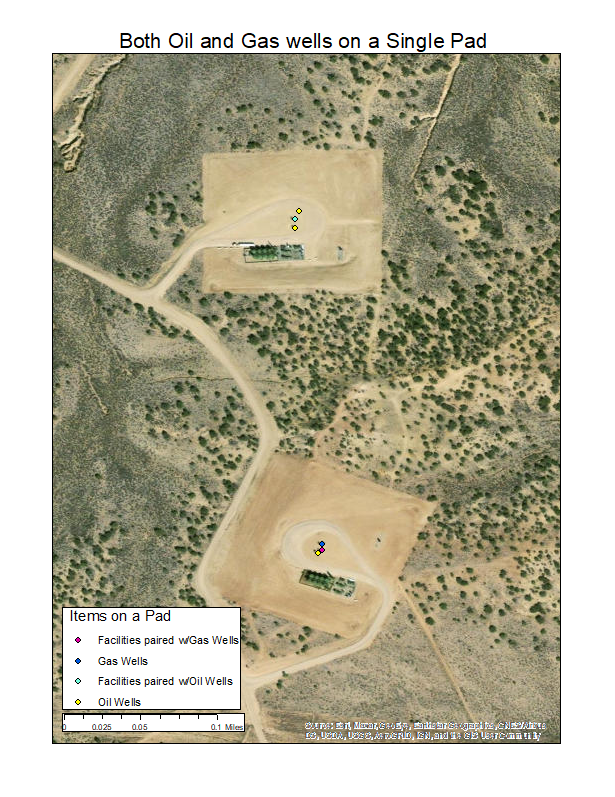 Both Oil and Gas wells on a Single Pad
Items on a Pad
Facilities paired w/Gas Wells
Gas Wells
Facilities paired w/Oil Wells
Oil Wells
0 0.025 0.05 0.1 Miles